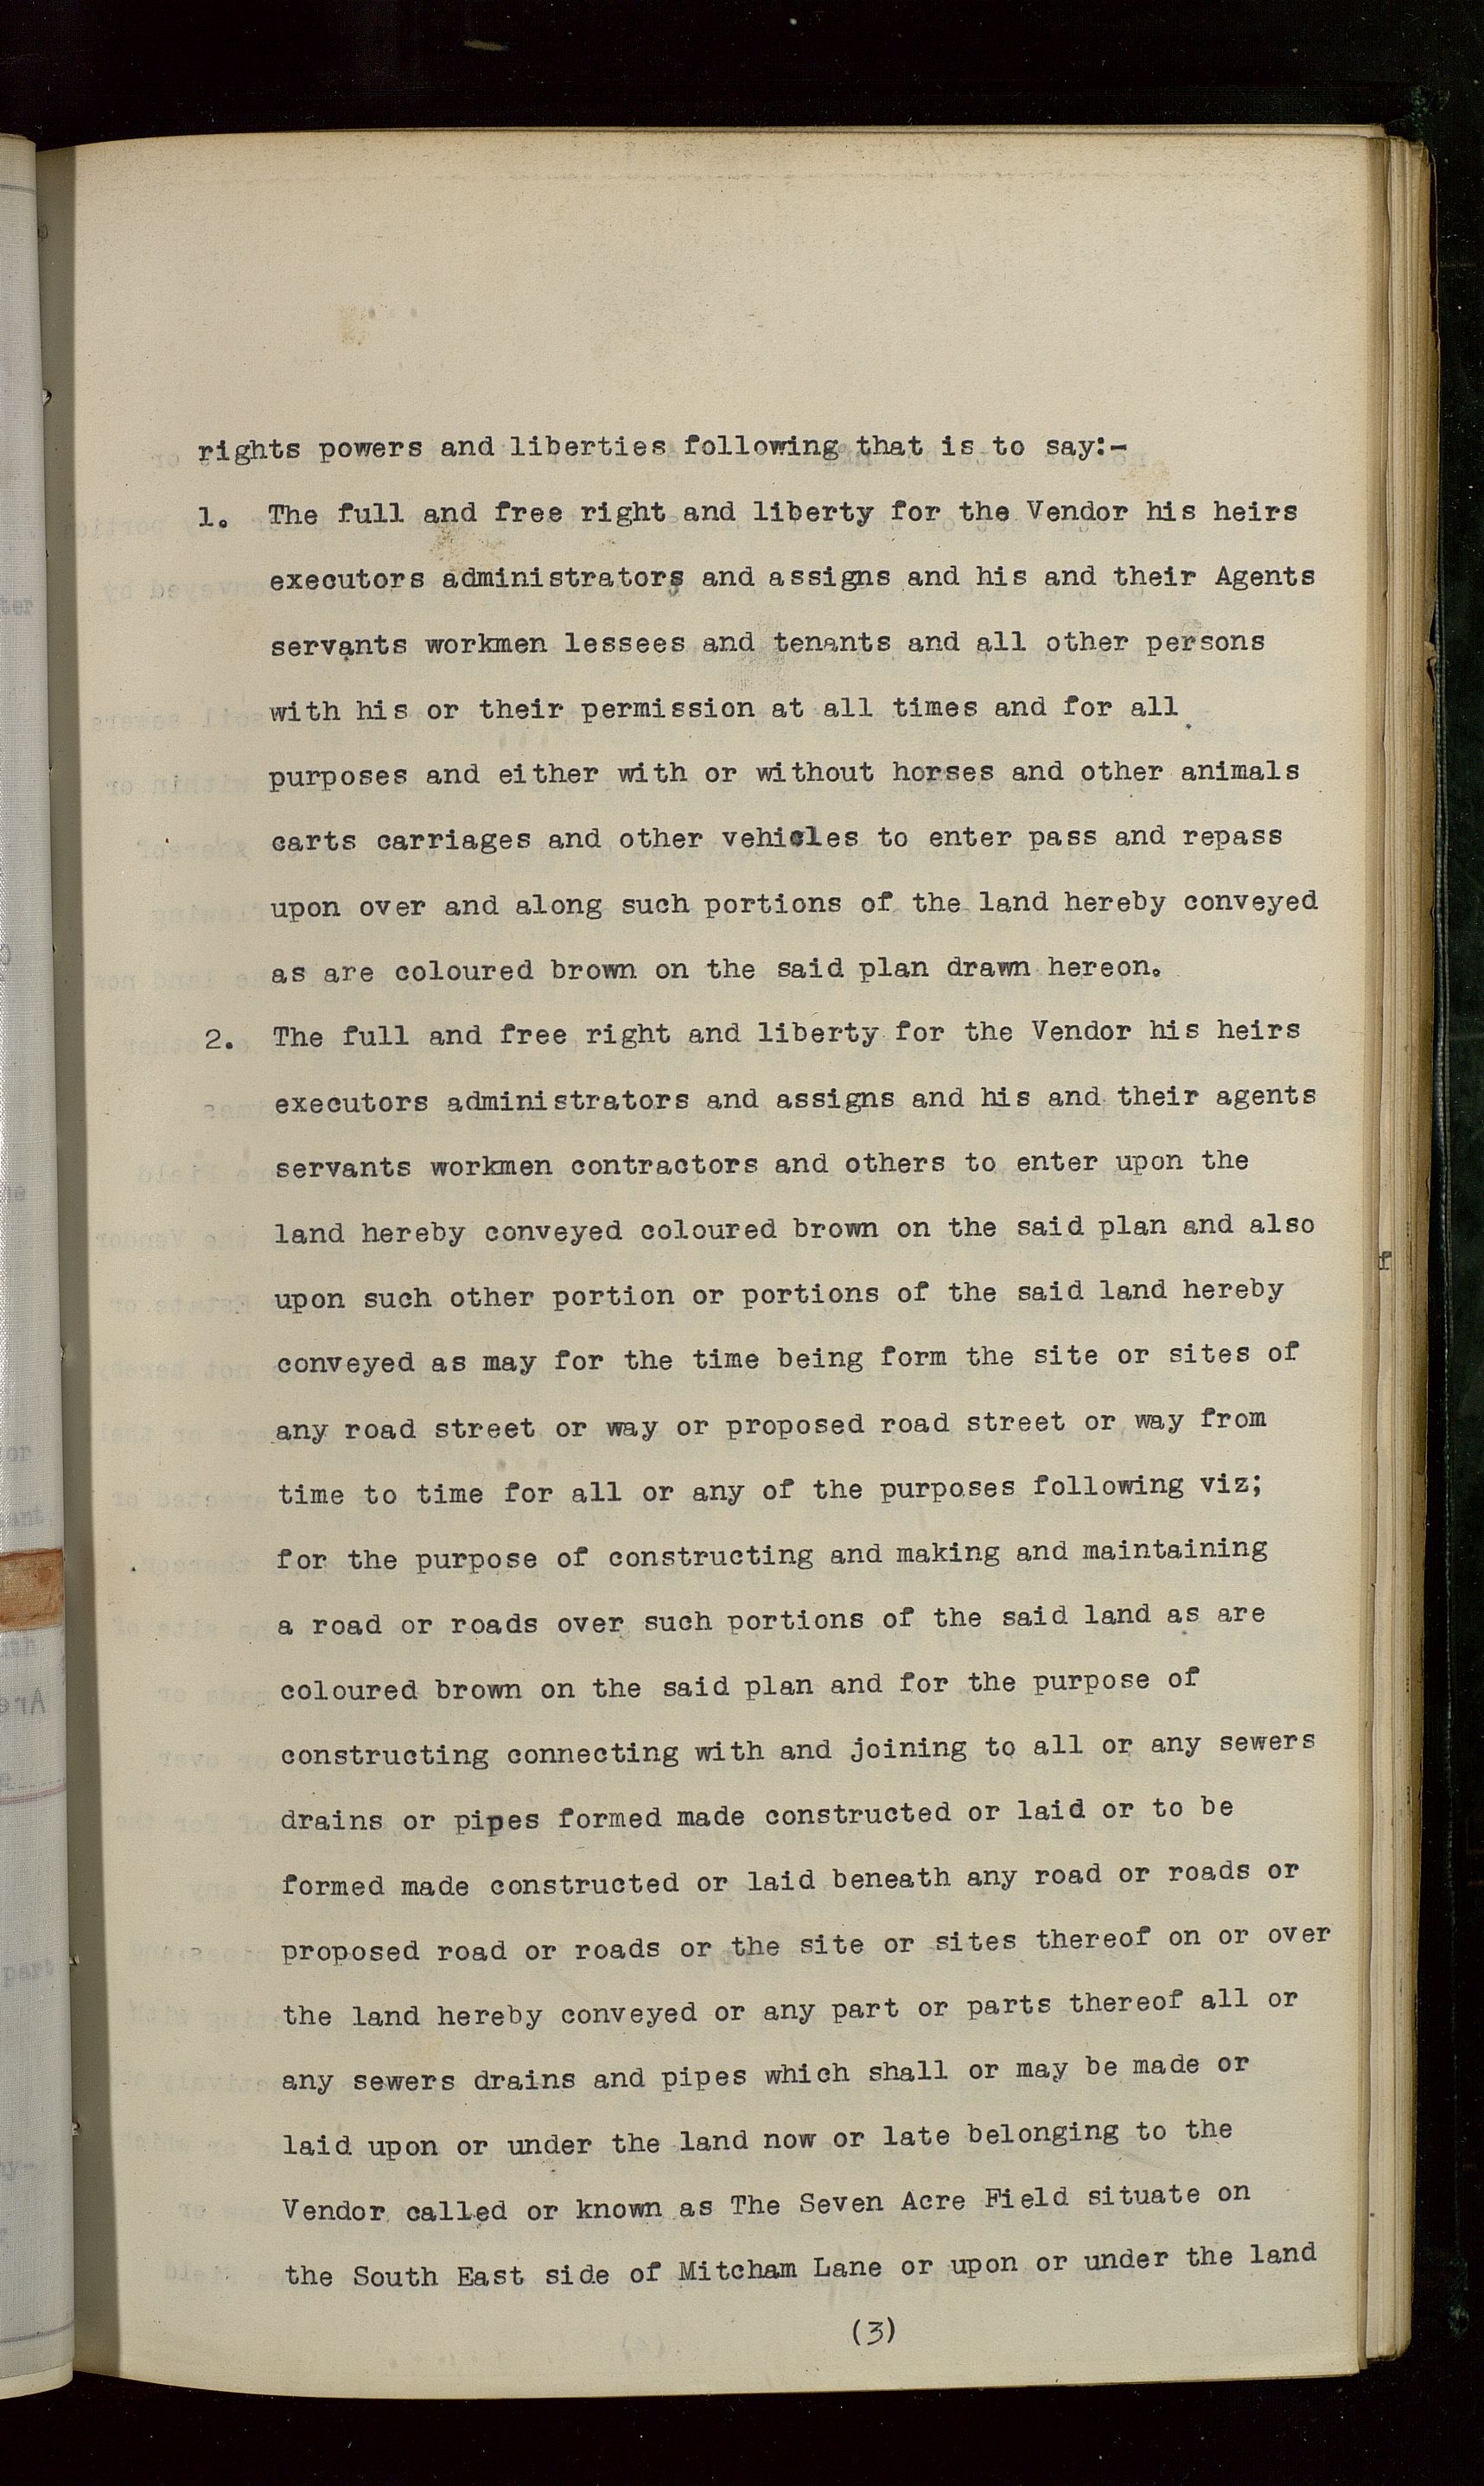 rights powers and liberties following that is to say:-
1. The full and free right and liberty for the Vendor his heirs
executors administrators and assigns and his and their Agents
servants workmen lessees and tenants and all other persons
with his or their permission at all times and for all
purposes and either with or without horses and other animals
carts carriages and other vehicles to enter pass and repass
upon over and along such portions of the land hereby conveyed
as are coloured brown on the said plan drawn hereon.
2. The full and free right and liberty for the Vendor his heirs
executors administrators and assigns and his and their agents
servants workmen contractors and others to enter upon the
land hereby conveyed coloured brown on the said plan and also
upon such other portion or portions of the said land hereby
conveyed as may for the time being form the site or sites of
any road street or way or proposed road street or way from
time to time for all or any of the purposes following viz;
for the purpose of constructing and making and maintaining
a road or roads over such portions of the said land as are
coloured brown on the said plan and for the purpose of
constructing connecting with and joining to all or any sewers
drains or pipes formed made constructed or laid or to be
formed made constructed or laid beneath any road or roads or
proposed road or roads or the site or sites thereof on or over
the land hereby conveyed or any part or parts thereof all or
any sewers drains and pipes which shall or may be made or
laid upon or under the land now or late belonging to the
Vendor called or known as The Seven Acre Field situate on
the South East side of Mitcham Lane or upon or under the land
(3)